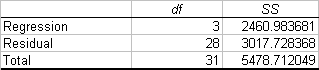 df SS
Regression 3 2460.983681
Residual 28 3017.728368
Total 31 5478.712049